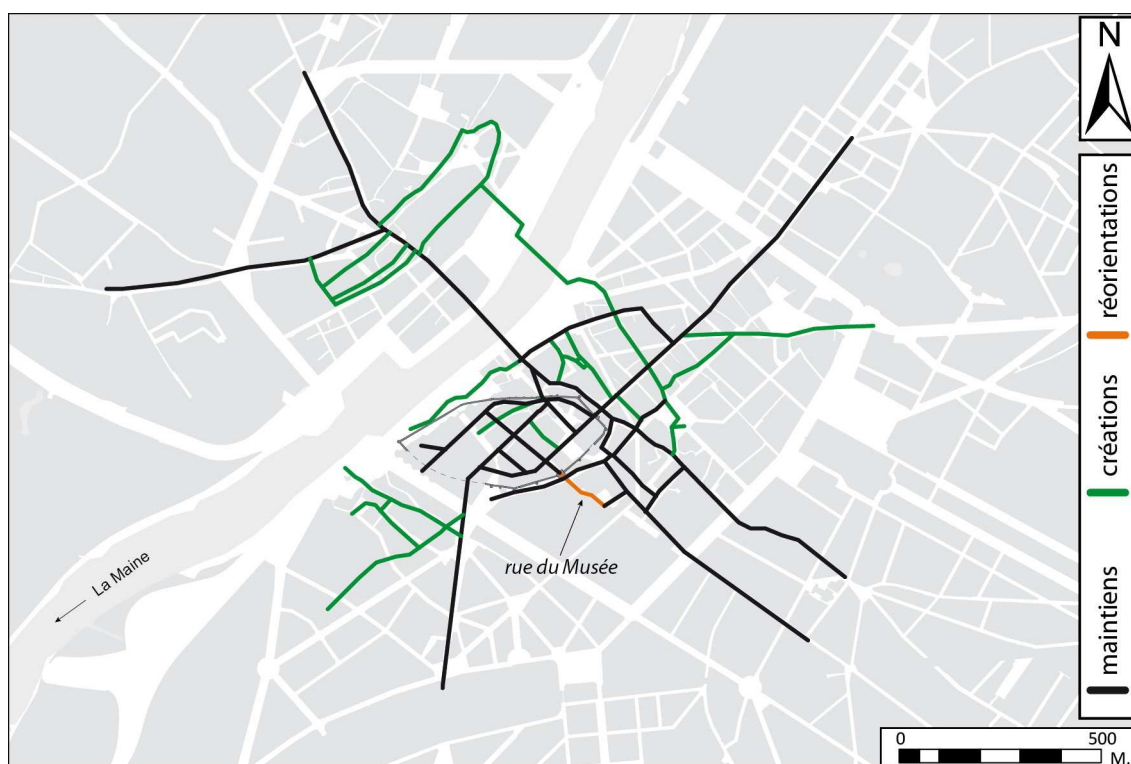 N
réorientations
créations
maintiens
rue du Musée
La Maine
0
500
M.